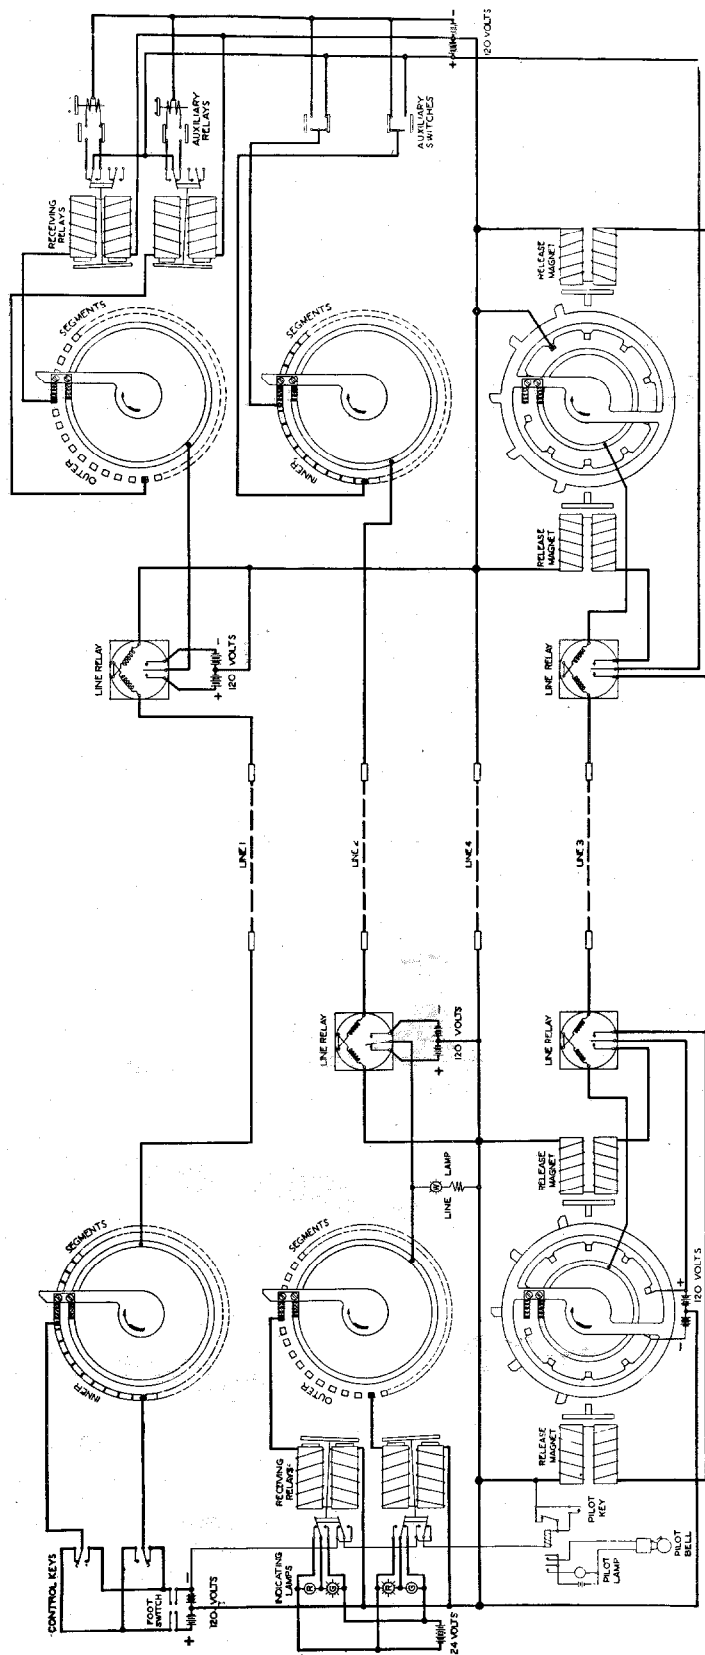 120 VOLTS
+
-
AUXILIARY
RELAYS
AUXILIARY
SWITCHES
RECEIVING
RELAYS
RELEASE
MAGNET
SEGMENTS
OUTER
SEGMENTS
INNER
RELEASE
MAGNET
LINE RELAY
+
-
120 VOLTS
LINE RELAY
LINE 1
LINE 2
LINE 4
LINE 3
LINE RELAY
+
-
120 VOLTS
LINE RELAY
LINE
LAMP
W
RELEASE
MAGNET
SEGMENTS
INNER
SEGMENTS
OUTER
+
-
120 VOLTS
RELEASE
MAGNET
RECEIVING
RELAYS
CONTROL KEYS
FOOT
SWITCH
+
-
120 VOLTS
INDICATING
LAMPS
R
G
R
G
24 VOLTS
PILOT
KEY
PILOT
LAMP
PILOT
BELL